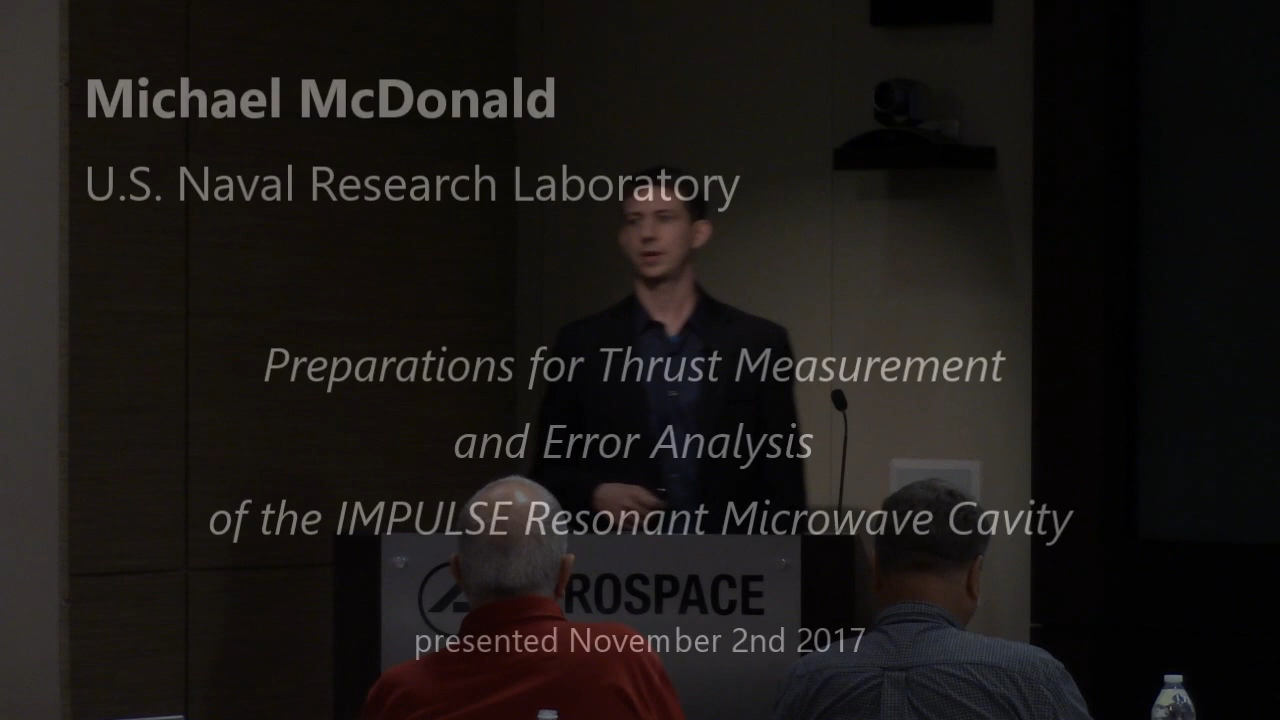 Michael McDonald
U.S. Naval Research Laboratory
Preparations for Thrust Measurement
and Error Analysis
of the IMPULSE Resonant Microwave Cavity
ROSPACE
presented November 2nd 2017